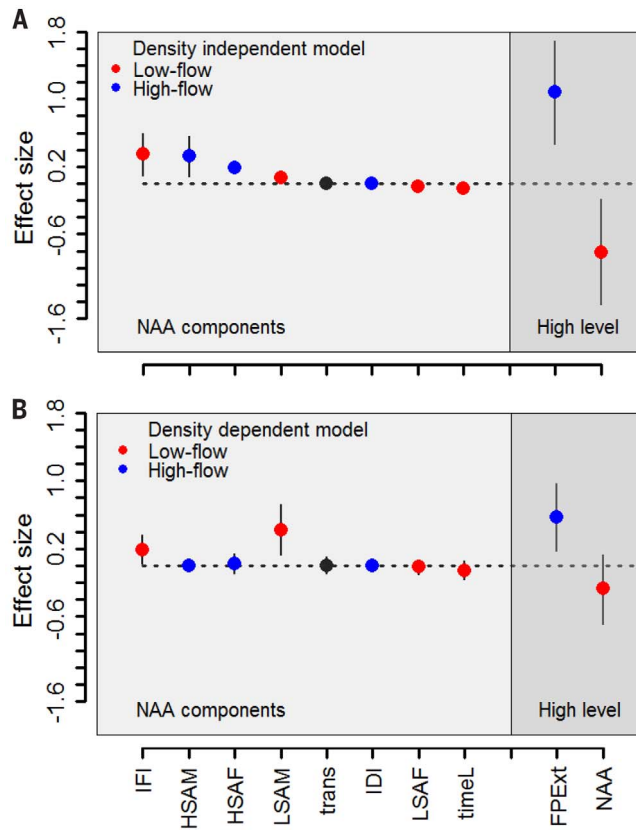 A
Effect size
1.8
1.0
0.2
-0.6
-1.6
Density independent model
Low-flow
High-flow
NAA components
High level
B
Effect size
1.8
1.0
0.2
-0.6
-1.6
Density dependent model
Low-flow
High-flow
NAA components
High level
IFI
HSAM
HSAF
LSAM
trans
IDI
LSAF
timeL
FPExt
NAA